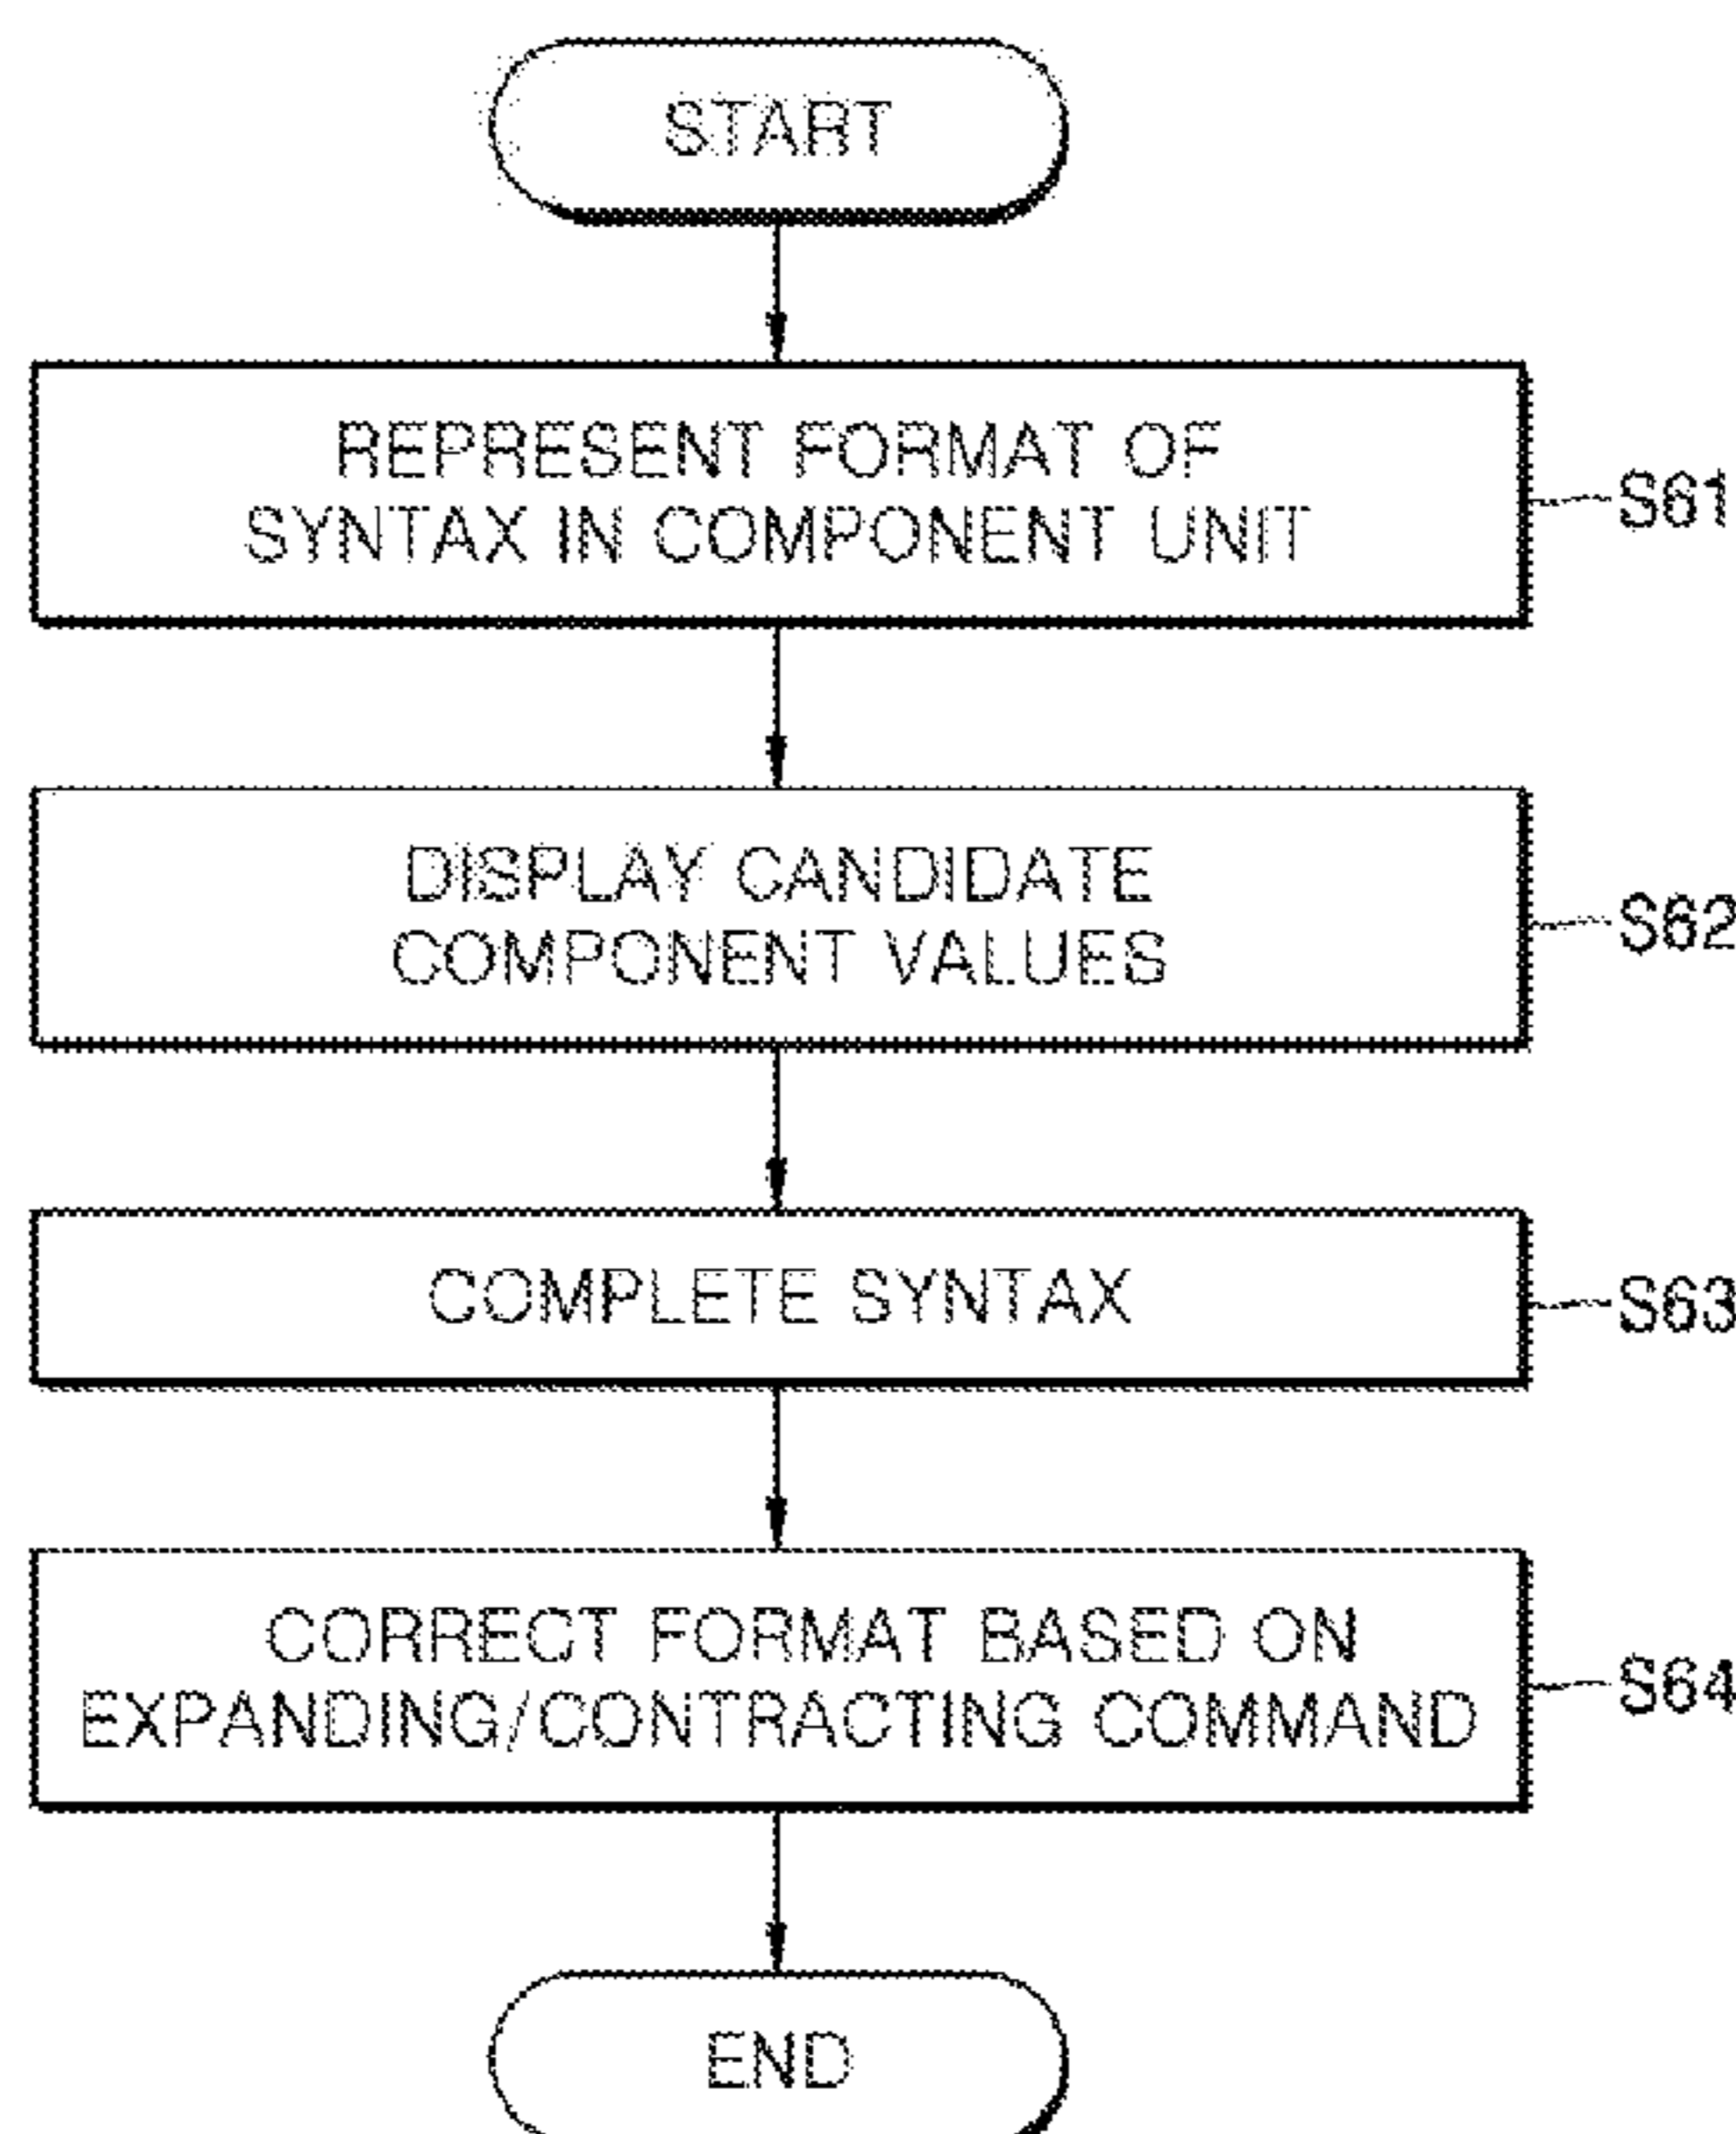 START
REPRESENT FORMAT OF
SYNTAX IN COMPONENT UNIT
S61
DISPLAY CANDIDATE
COMPONENT VALUES
S62
COMPLETE SYNTAX
S63
CORRECT FORMAT BASED ON
EXPANDING/CONTRACTING COMMAND
S64
END